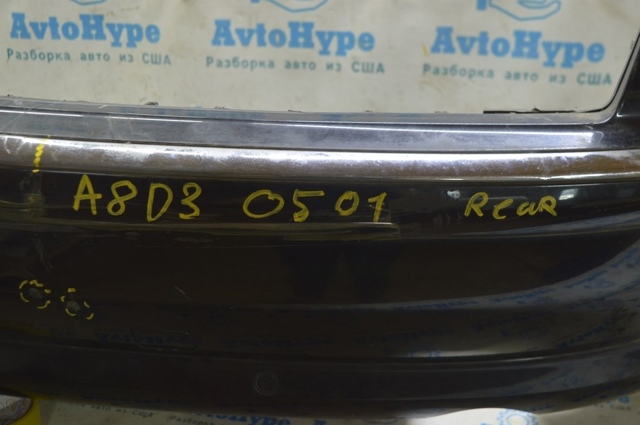 AvtoHype AvtoHype AvtoHype
Разборка авто из США Разборка авто из США Разборка авто из США
A8D3 0501 REAR